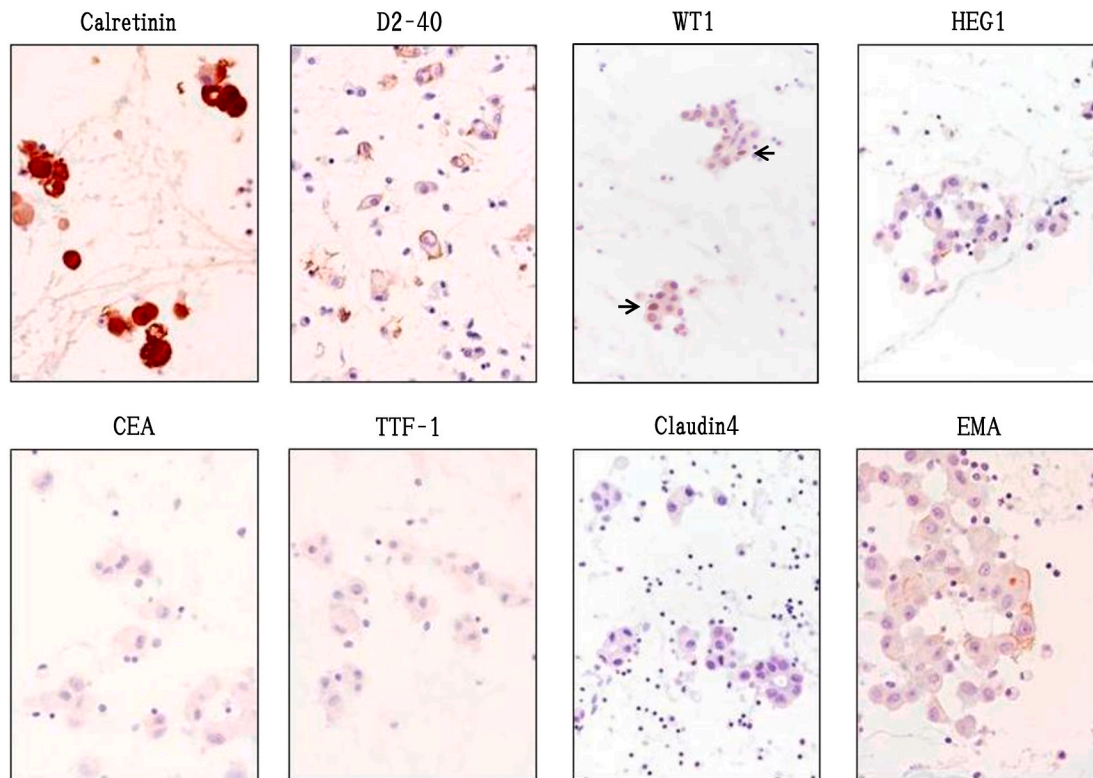 Calretinin
D2-40
WT1
HEG1
CEA
TTF-1
Claudin4
EMA